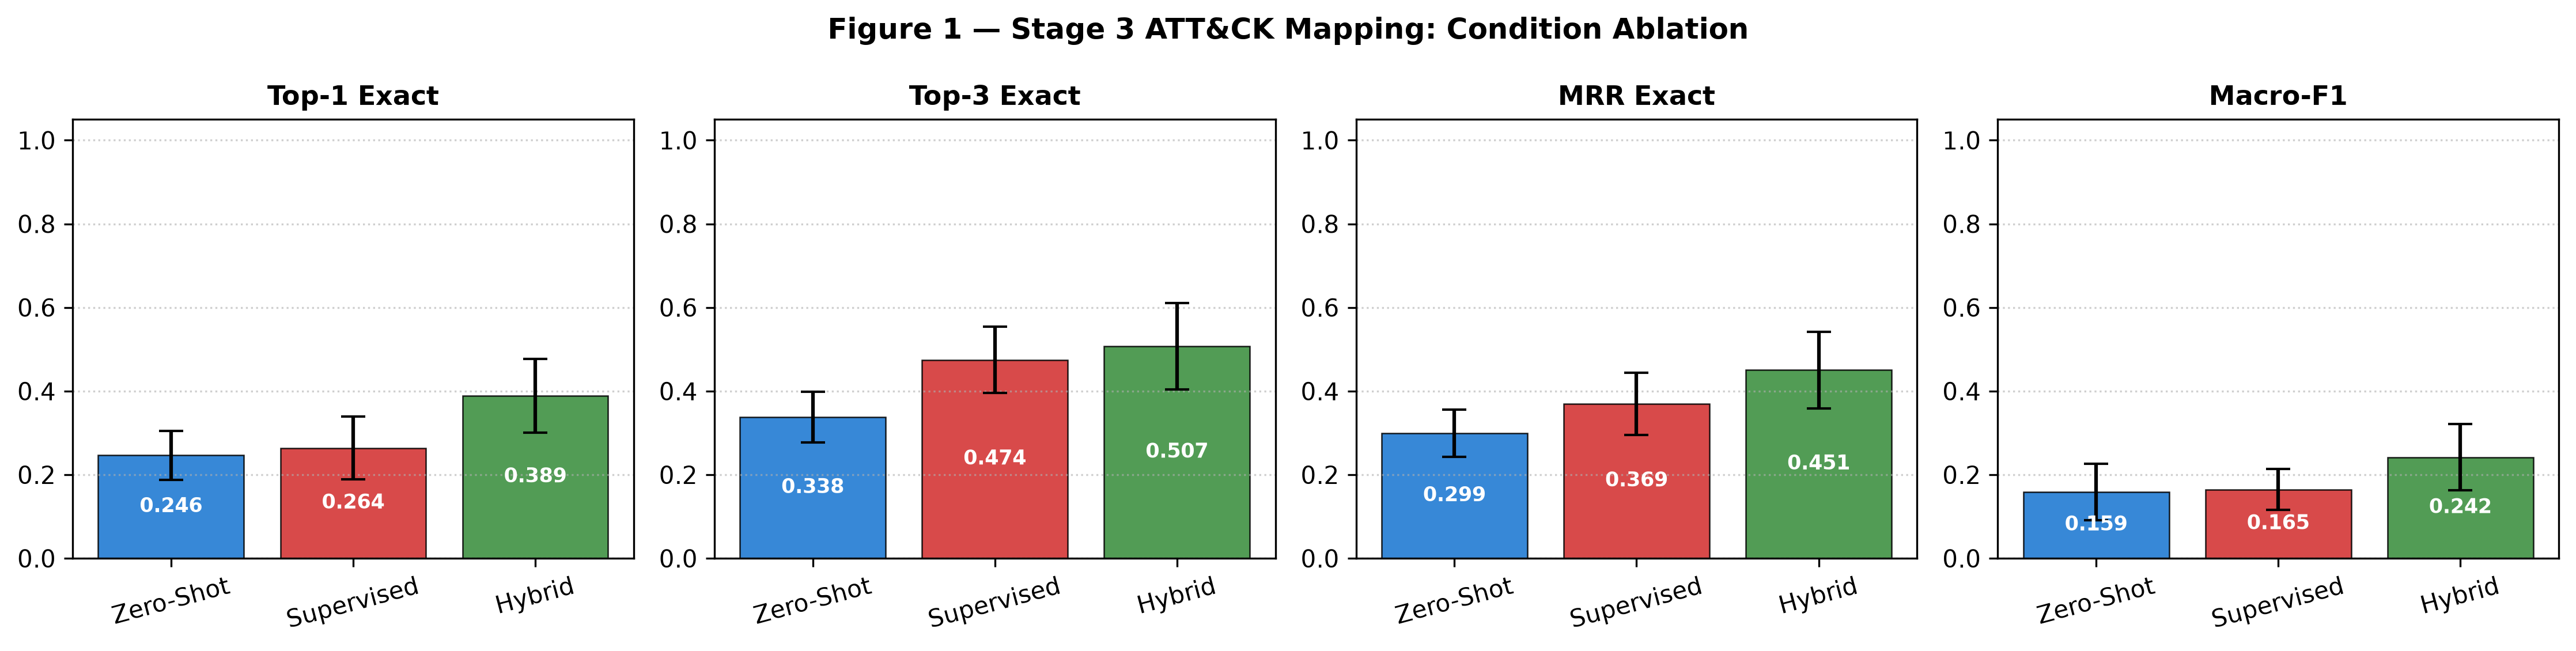 Figure 1 — Stage 3 ATT&CK Mapping: Condition Ablation
Top-1 Exact
1.0
0.8
0.6
0.4
0.2
0.0
0.246
0.264
0.389
Zero-Shot
Supervised
Hybrid
Top-3 Exact
1.0
0.8
0.6
0.4
0.2
0.0
0.338
0.474
0.507
Zero-Shot
Supervised
Hybrid
MRR Exact
1.0
0.8
0.6
0.4
0.2
0.0
0.299
0.369
0.451
Zero-Shot
Supervised
Hybrid
Macro-F1
1.0
0.8
0.6
0.4
0.2
0.0
0.159
0.165
0.242
Zero-Shot
Supervised
Hybrid